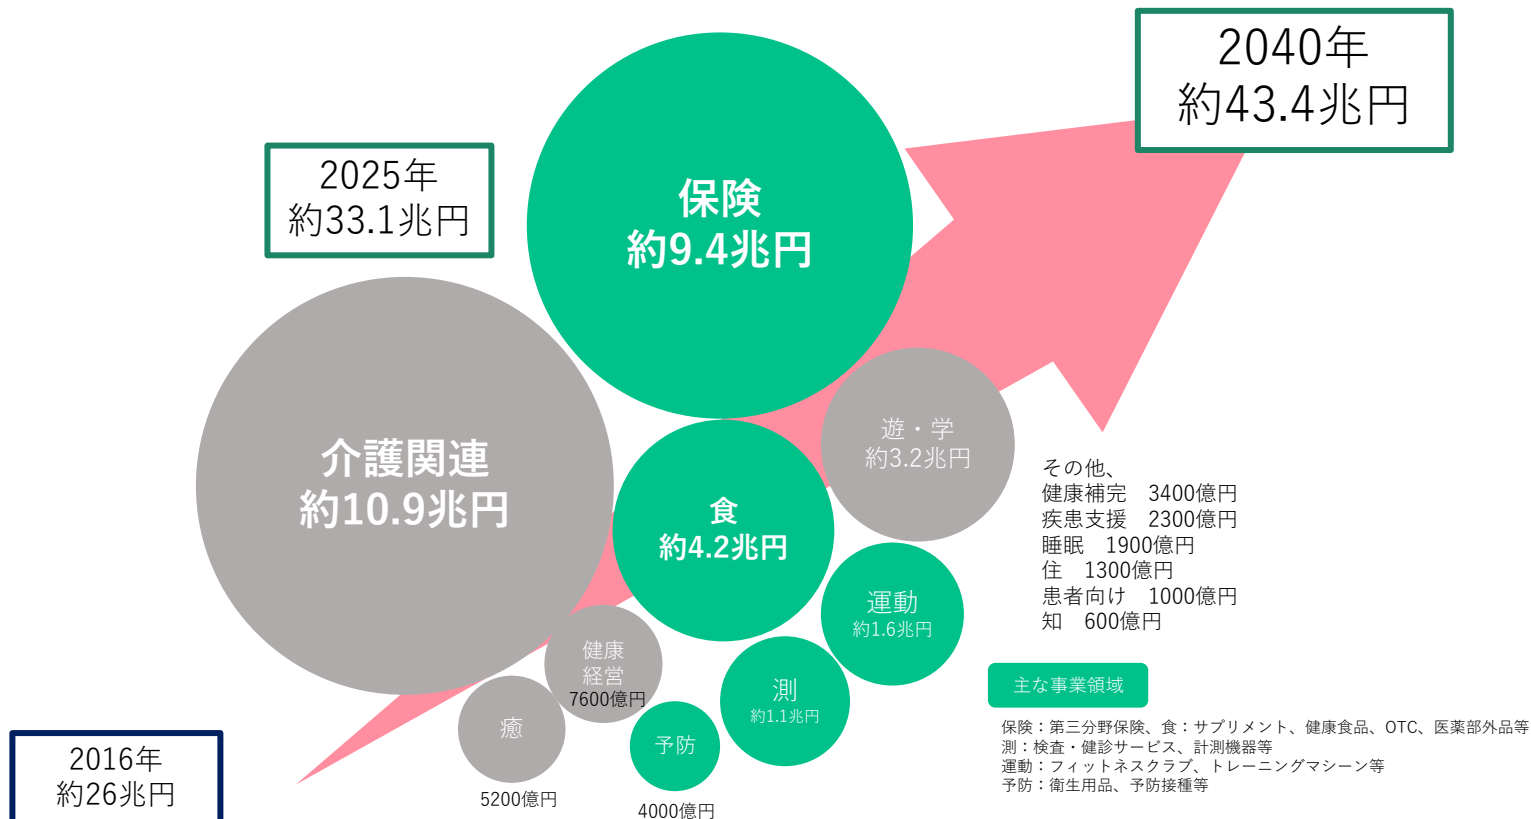 2040年
約43.4兆円
2025年
約33.1兆円
保険
約9.4兆円
介護関連
約10.9兆円
遊・学
約3.2兆円
食
約4.2兆円
その他、
健康補完　3400億円
疾患支援　2300億円
睡眠　1900億円
住　1300億円
患者向け　1000億円
知　600億円
運動
約1.6兆円
健康
経営
7600億円
測
約1.1兆円
癒
5200億円
予防
4000億円
主な事業領域
保険：第三分野保険、食：サプリメント、健康食品、OTC、医薬部外品等
測：検査・健診サービス、計測機器等
運動：フィットネスクラブ、トレーニングマシーン等
予防：衛生用品、予防接種等
2016年
約26兆円